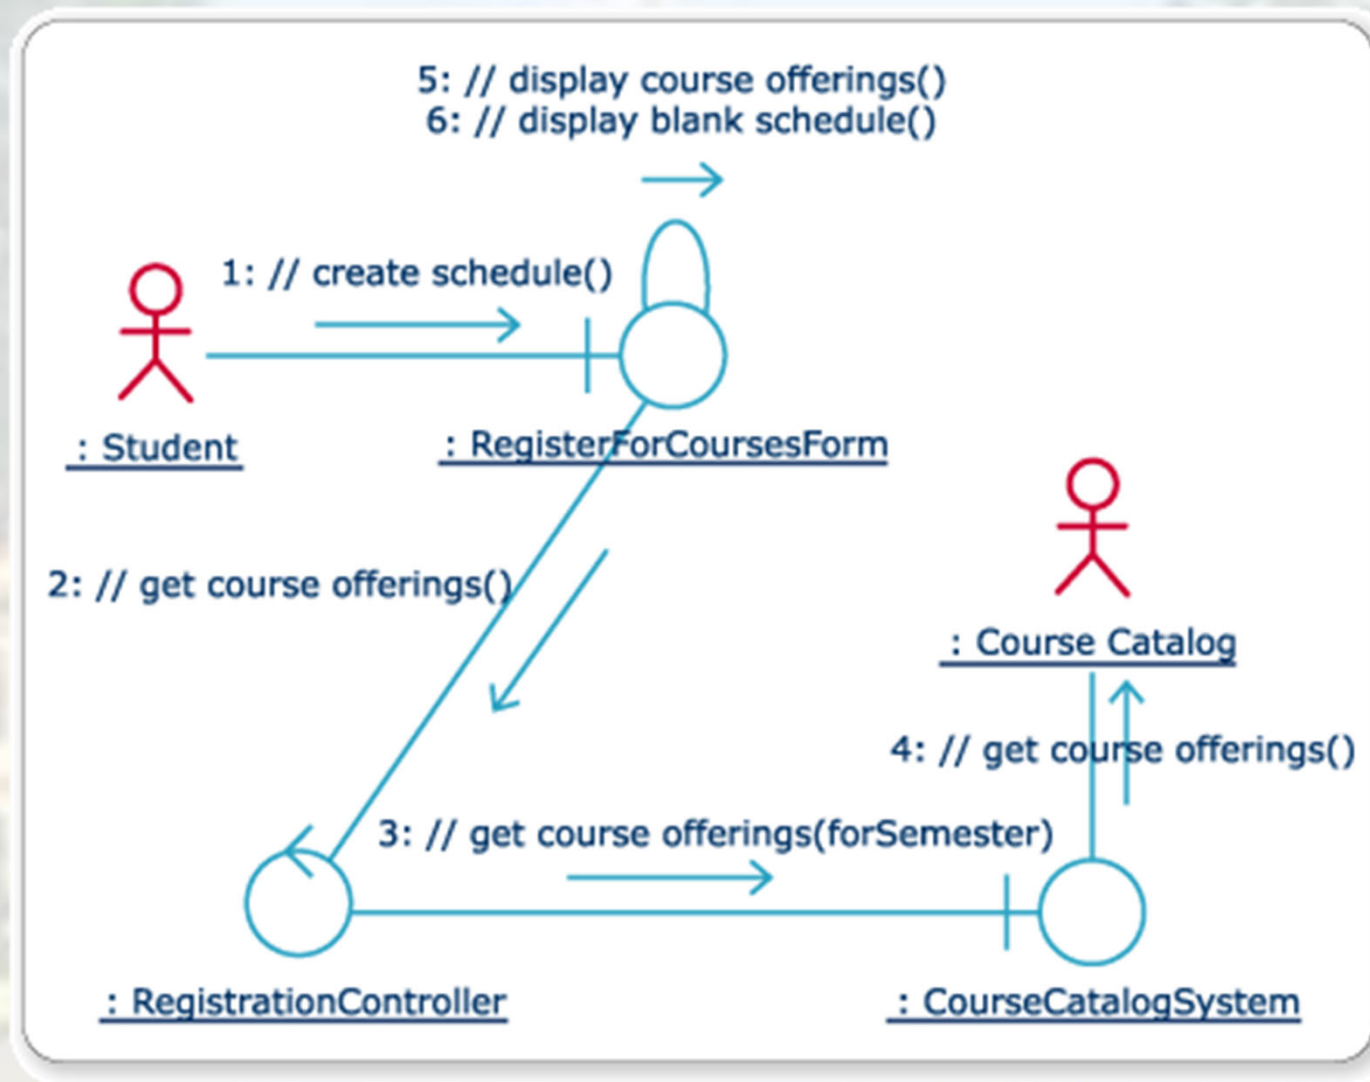 5: // display course offerings()
6: // display blank schedule()
1: // create schedule()
: Student
: RegisterForCoursesForm
2: // get course offerings()
: Course Catalog
4: // get course offerings()
3: // get course offerings(forSemester)
: RegistrationController
: CourseCatalogSystem